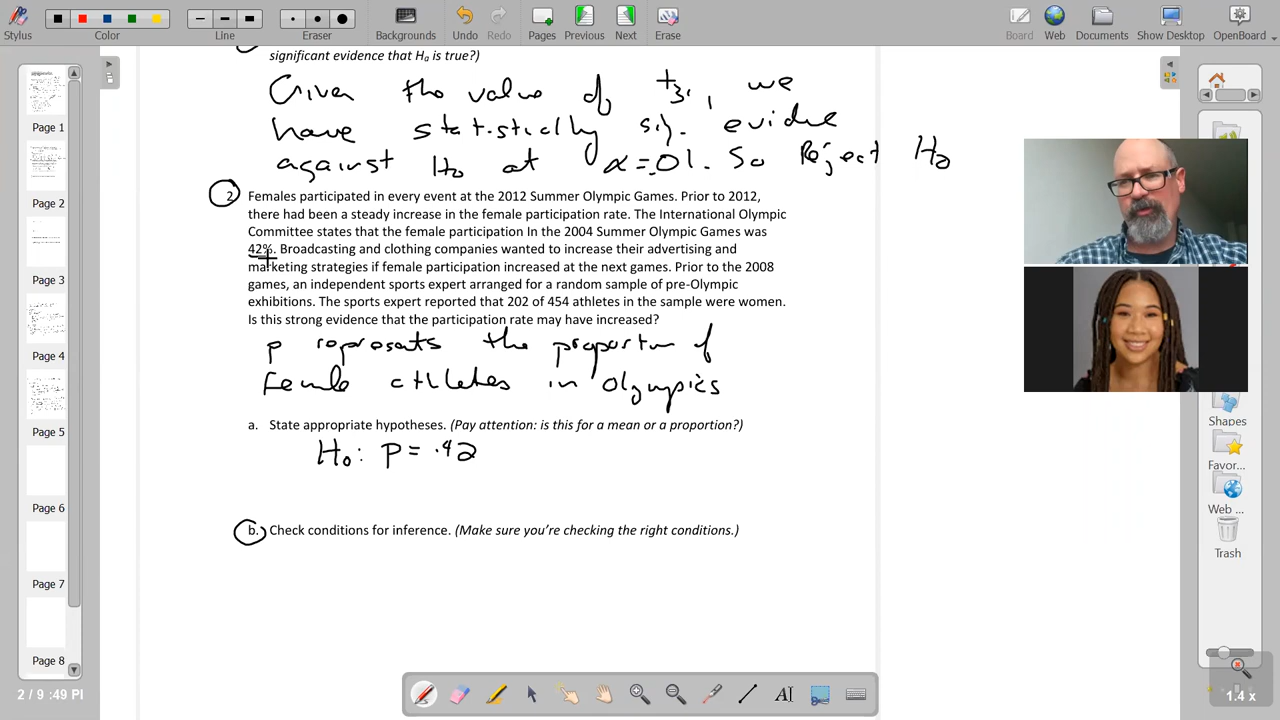 Stylus
Color
Line
Eraser
Backgrounds
Undo
Redo
Pages
Previous
Next
Erase
Board
Web
Documents
Show Desktop
OpenBoard
significant evidence that Ha is true?)
Given the value of t31, we
have statistically sig. evidence
against H0 at α=.01. So Reject H0
2 Females participated in every event at the 2012 Summer Olympic Games. Prior to 2012,
there had been a steady increase in the female participation rate. The International Olympic
Committee states that the female participation In the 2004 Summer Olympic Games was
42%. Broadcasting and clothing companies wanted to increase their advertising and
marketing strategies if female participation increased at the next games. Prior to the 2008
games, an independent sports expert arranged for a random sample of pre-Olympic
exhibitions. The sports expert reported that 202 of 454 athletes in the sample were women.
Is this strong evidence that the participation rate may have increased?
p represents the proportion of
Female athletes in Olympics
a. State appropriate hypotheses. (Pay attention: is this for a mean or a proportion?)
H0: p = .42
b. Check conditions for inference. (Make sure you're checking the right conditions.)
Page 1
Page 2
Page 3
Page 4
Page 5
Page 6
Page 7
Page 8
2 / 9
:49 PI
Shapes
Favor...
Web ...
Trash
1.4 x